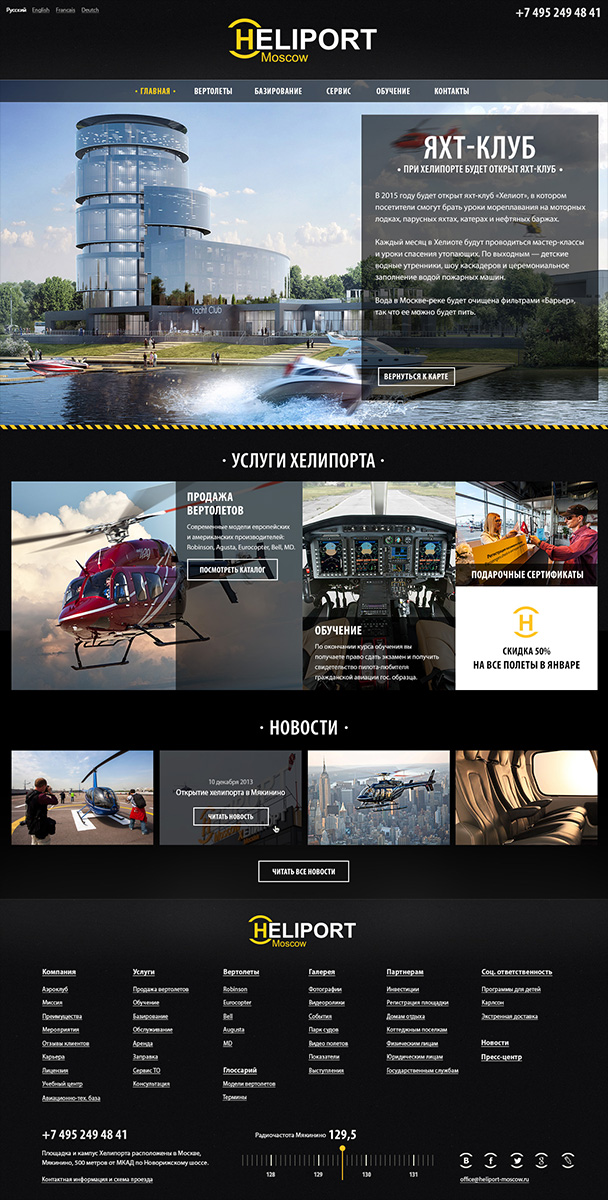 Русский English Français Deutsch
+7 495 249 48 41
HELIPORT
Moscow
• ГЛАВНАЯ • ВЕРТОЛЕТЫ БАЗИРОВАНИЕ СЕРВИС ОБУЧЕНИЕ КОНТАКТЫ
Yacht Club
ЯХТ-КЛУБ
• ПРИ ХЕЛИПОРТЕ БУДЕТ ОТКРЫТ ЯХТ-КЛУБ •
В 2015 году будет открыт яхт-клуб «Хелиот», в котором
посетители смогут брать уроки мореплавания на моторных
лодках, парусных яхтах, катерах и нефтяных баржах.
Каждый месяц в Хелиоте будут проводиться мастер-классы
и уроки спасения утопающих. По выходным — детские
водные утренники, шоу каскадеров и церемониальное
заполнение водой пожарных машин.
Вода в Москве-реке будет очищена фильтрами «Барьер»,
так что ее можно будет пить.
ВЕРНУТЬСЯ К КАРТЕ
• УСЛУГИ ХЕЛИПОРТА •
ПРОДАЖА
ВЕРТОЛЕТОВ
Современные модели европейских
и американских производителей:
Robinson, Agusta, Eurocopter, Bell, MD.
ПОСМОТРЕТЬ КАТАЛОГ
ОБУЧЕНИЕ
По окончании курса обучения вы
получаете право сдать экзамен и получить
свидетельство пилота-любителя
гражданской авиации гос. образца.
ПОДАРОЧНЫЕ СЕРТИФИКАТЫ
H
СКИДКА 50%
НА ВСЕ ПОЛЕТЫ В ЯНВАРЕ
• НОВОСТИ •
10 декабря 2013
Открытие хелипорта в Мякинино
ЧИТАТЬ НОВОСТЬ
ЧИТАТЬ ВСЕ НОВОСТИ
HELIPORT
Moscow
Компания
Аэроклуб
Миссия
Преимущества
Мероприятия
Отзывы клиентов
Карьера
Лицензия
Учебный центр
Авиационно-тех. база
Услуги
Продажа вертолетов
Обучение
Базирование
Обслуживание
Аренда
Заправка
Сервис ТО
Консультация
Вертолеты
Robinson
Eurocopter
Bell
Augusta
MD
Глоссарий
Модели вертолетов
Термины
Галерея
Фотографии
Видеоролики
События
Парк судов
Видео полетов
Показатели
Выступления
Партнерам
Инвестиции
Регистрация площадки
Домам отдыха
Коттеджным поселкам
Физическим лицам
Юридическим лицам
Государственным службам
Соц. ответственность
Программы для детей
Карлсон
Экстренная доставка
Новости
Пресс-центр
+7 495 249 48 41
Площадка и кампус Хелипорта расположены в Москве,
Мякинино, 500 метров от МКАД по Новорижскому шоссе.
Контактная информация и схема проезда
Радиочастота Мякинино 129,5
128 129 130 131
office@heliport-moscow.ru